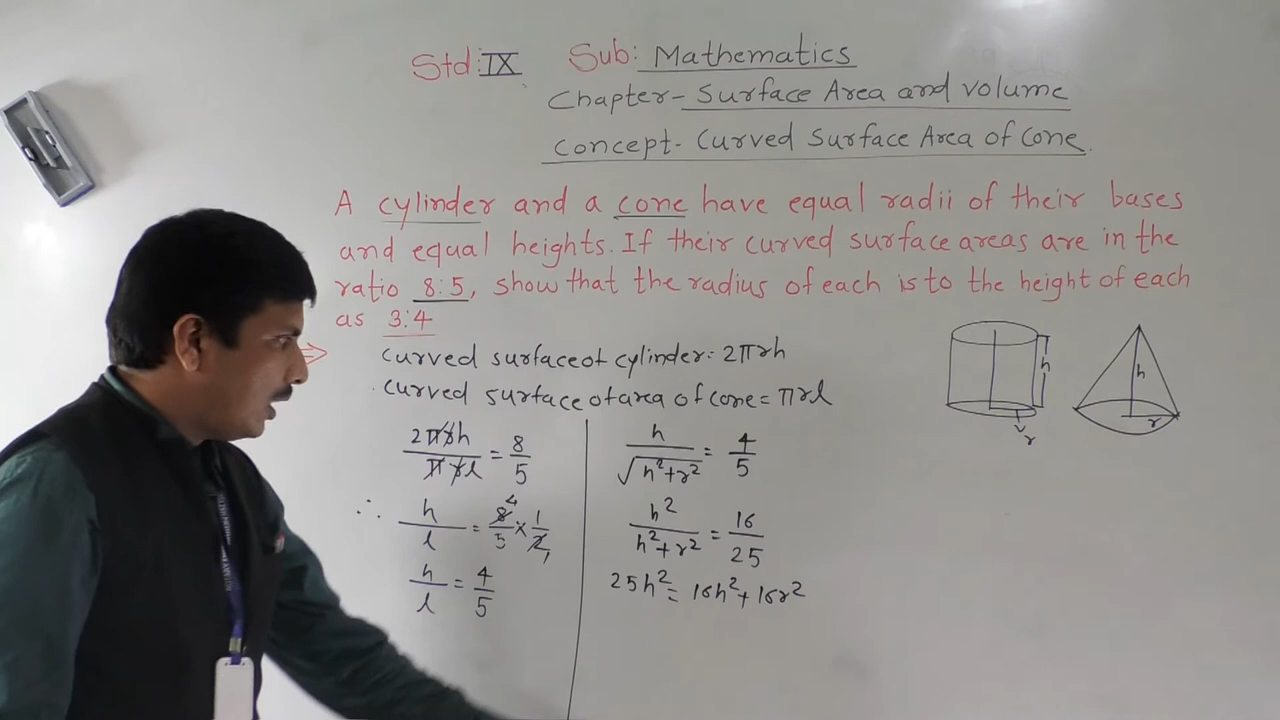 Std: IX Sub: Mathematics
Chapter- Surface Area and volume
Concept- Curved Surface Area of Cone.
A cylinder and a cone have equal radii of their bases
and equal heights. If their curved surface areas are in the
ratio 8:5, show that the radius of each is to the height of each
as 3:4
⇒ curved surface of cylinder = 2πrh
curved surface of area of cone = πrl
2πrh / πrl = 8/5
∴ h/l = 8/5 × 1/2 4 1
h/l = 4/5
h / √h²+r² = 4/5
h² / h²+r² = 16/25
25h² = 16h² + 16r²
h
r
h
r